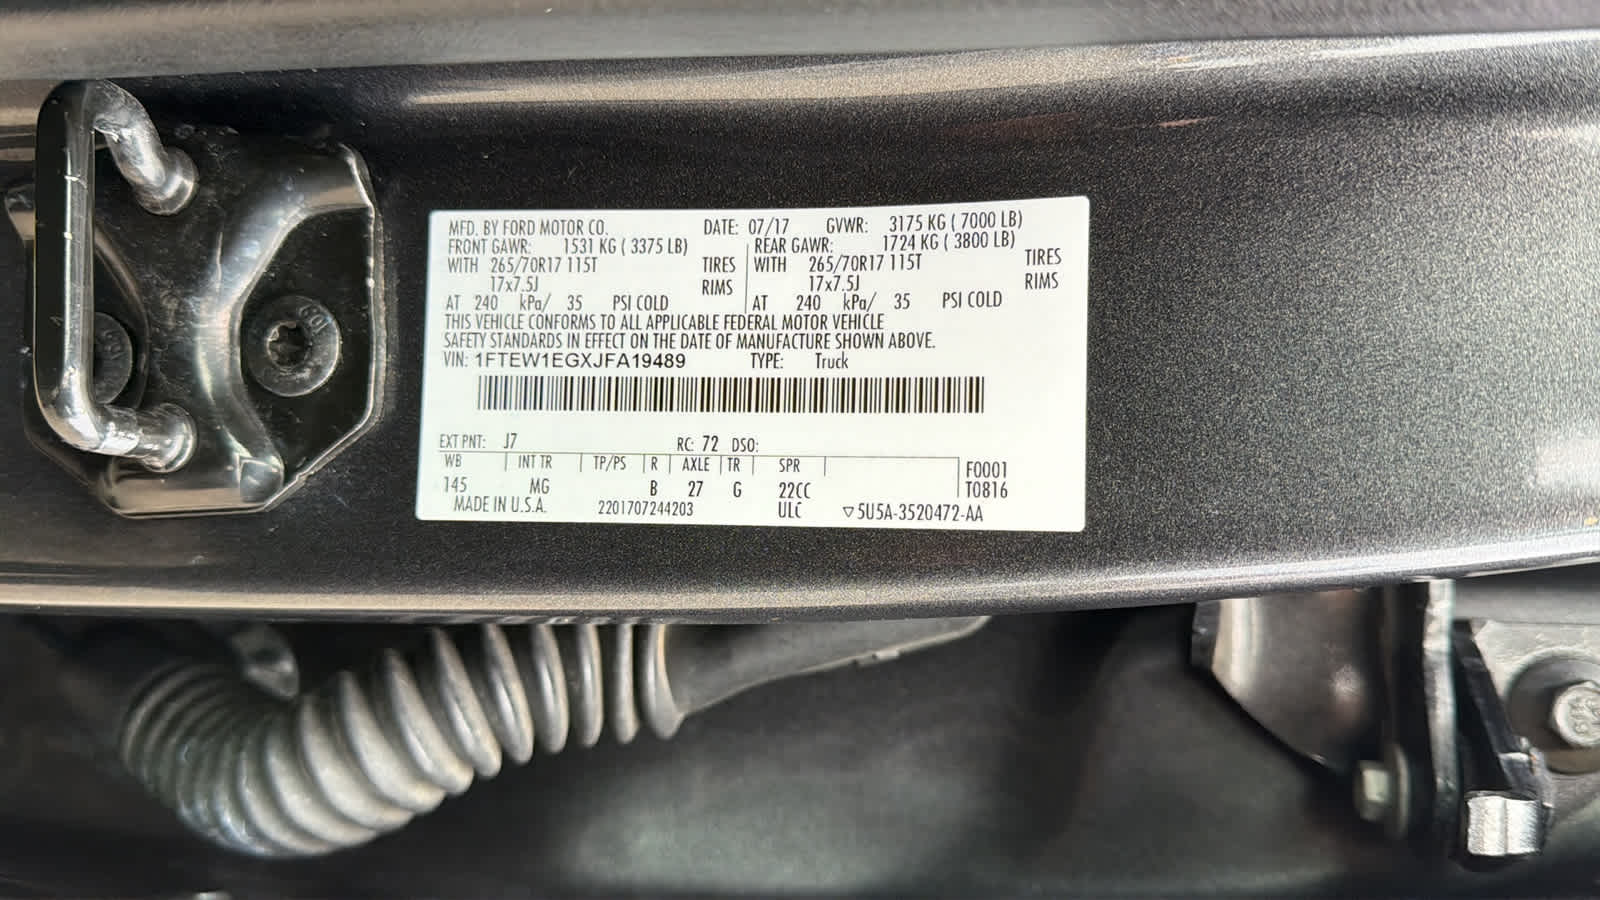 MFD. BY FORD MOTOR CO. DATE: 07/17 GVWR: 3175 KG ( 7000 LB)
FRONT GAWR: 1531 KG ( 3375 LB) REAR GAWR: 1724 KG ( 3800 LB)
WITH 265/70R17 115T TIRES WITH 265/70R17 115T TIRES
17x7.5J RIMS 17x7.5J RIMS
AT 240 kPa/ 35 PSI COLD AT 240 kPa/ 35 PSI COLD
THIS VEHICLE CONFORMS TO ALL APPLICABLE FEDERAL MOTOR VEHICLE
SAFETY STANDARDS IN EFFECT ON THE DATE OF MANUFACTURE SHOWN ABOVE.
VIN: 1FTEW1EGXJFA19489 TYPE: Truck
EXT PNT: J7 RC: 72 DSO:
WB INT TR TP/PS R AXLE TR SPR F0001
145 MG B 27 G 22CC T0816
MADE IN U.S.A. 2201707244203 ULC ▽5U5A-3520472-AA